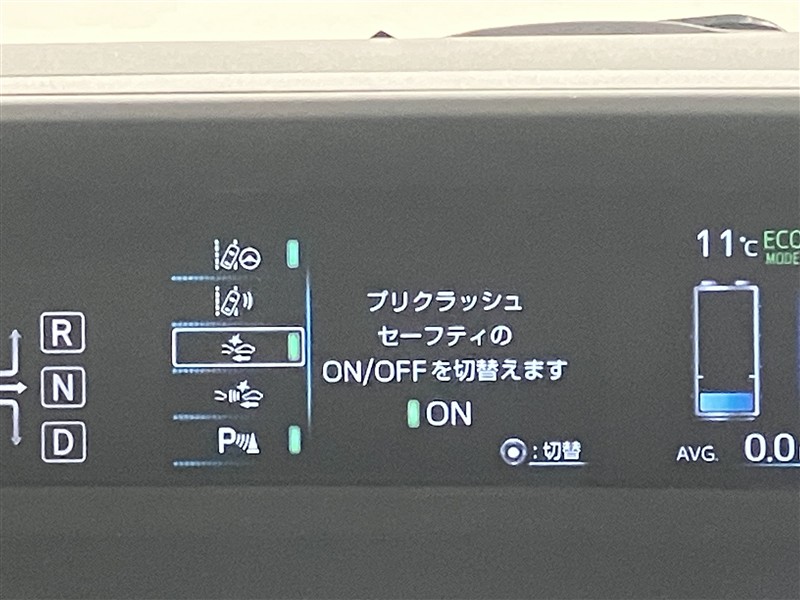 プリクラッシュ
セーフティの
ON/OFFを切替えます
ON
:切替
R
N
D
P
11℃
ECO
MODE
AVG.
0.0